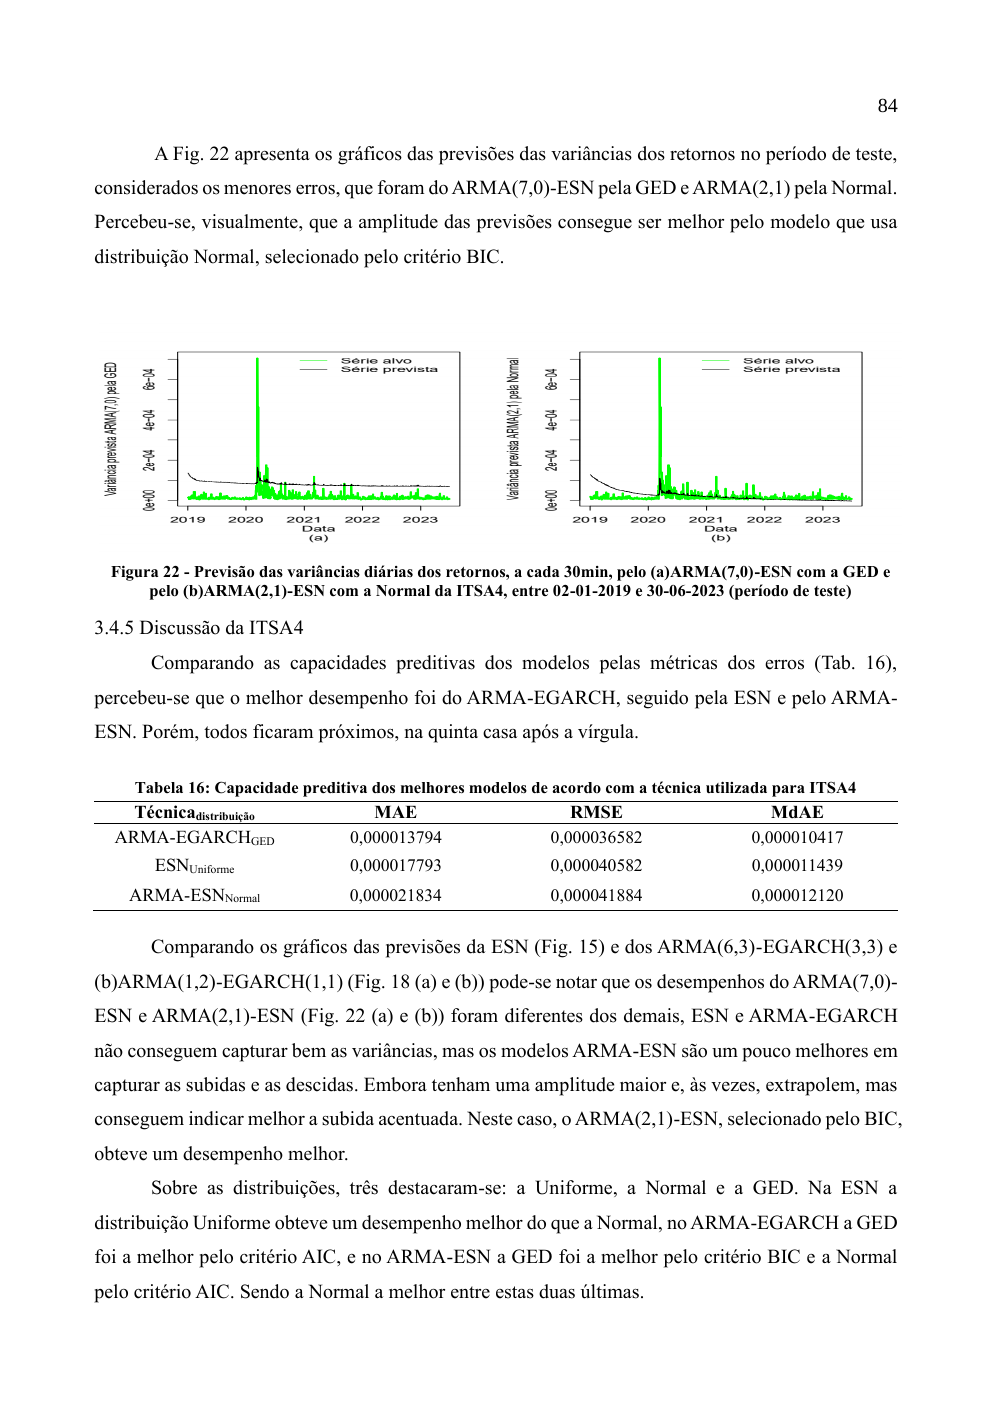 84
A Fig. 22 apresenta os gráficos das previsões das variâncias dos retornos no período de teste,
considerados os menores erros, que foram do ARMA(7,0)-ESN pela GED e ARMA(2,1) pela Normal.
Percebeu-se, visualmente, que a amplitude das previsões consegue ser melhor pelo modelo que usa
distribuição Normal, selecionado pelo critério BIC.
Variância prevista ARMA(7,0) pela GED
0e+00 2e−04 4e−04 6e−04
Série alvo
Série prevista
2019 2020 2021 2022 2023
Data
(a)
Variância prevista ARMA(2,1) pela Normal
0e+00 2e−04 4e−04 6e−04
Série alvo
Série prevista
2019 2020 2021 2022 2023
Data
(b)
Figura 22 - Previsão das variâncias diárias dos retornos, a cada 30min, pelo (a)ARMA(7,0)-ESN com a GED e
pelo (b)ARMA(2,1)-ESN com a Normal da ITSA4, entre 02-01-2019 e 30-06-2023 (período de teste)
3.4.5 Discussão da ITSA4
Comparando as capacidades preditivas dos modelos pelas métricas dos erros (Tab. 16),
percebeu-se que o melhor desempenho foi do ARMA-EGARCH, seguido pela ESN e pelo ARMA-
ESN. Porém, todos ficaram próximos, na quinta casa após a vírgula.
Tabela 16: Capacidade preditiva dos melhores modelos de acordo com a técnica utilizada para ITSA4
Técnica distribuição MAE RMSE MdAE
ARMA-EGARCH GED 0,000013794 0,000036582 0,000010417
ESN Uniforme 0,000017793 0,000040582 0,000011439
ARMA-ESN Normal 0,000021834 0,000041884 0,000012120
Comparando os gráficos das previsões da ESN (Fig. 15) e dos ARMA(6,3)-EGARCH(3,3) e
(b)ARMA(1,2)-EGARCH(1,1) (Fig. 18 (a) e (b)) pode-se notar que os desempenhos do ARMA(7,0)-
ESN e ARMA(2,1)-ESN (Fig. 22 (a) e (b)) foram diferentes dos demais, ESN e ARMA-EGARCH
não conseguem capturar bem as variâncias, mas os modelos ARMA-ESN são um pouco melhores em
capturar as subidas e as descidas. Embora tenham uma amplitude maior e, às vezes, extrapolem, mas
conseguem indicar melhor a subida acentuada. Neste caso, o ARMA(2,1)-ESN, selecionado pelo BIC,
obteve um desempenho melhor.
Sobre as distribuições, três destacaram-se: a Uniforme, a Normal e a GED. Na ESN a
distribuição Uniforme obteve um desempenho melhor do que a Normal, no ARMA-EGARCH a GED
foi a melhor pelo critério AIC, e no ARMA-ESN a GED foi a melhor pelo critério BIC e a Normal
pelo critério AIC. Sendo a Normal a melhor entre estas duas últimas.